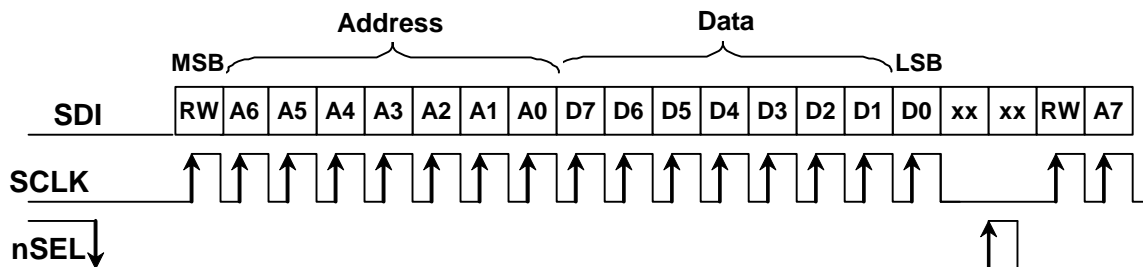 Address Data
MSB LSB
SDI RW A6 A5 A4 A3 A2 A1 A0 D7 D6 D5 D4 D3 D2 D1 D0 xx xx RW A7
SCLK
nSEL